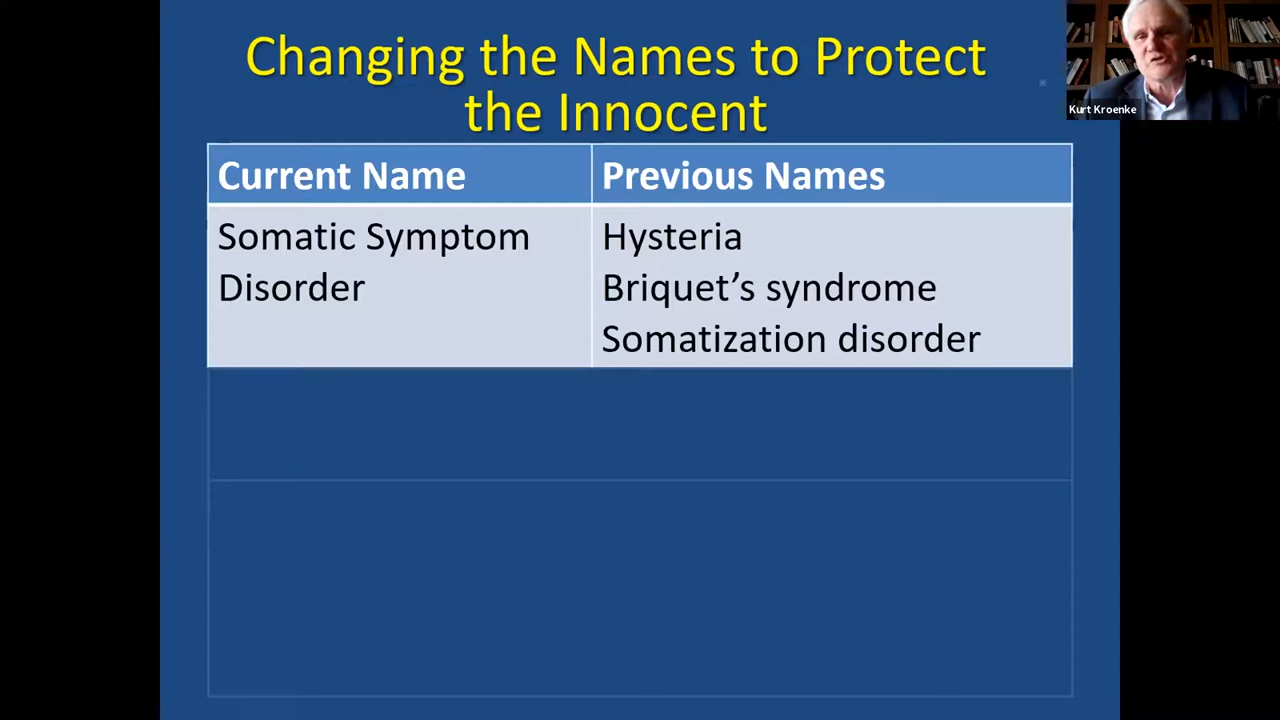 Changing the Names to Protect
the Innocent
Kurt Kroenke
Current Name
Previous Names
Somatic Symptom
Disorder
Hysteria
Briquet’s syndrome
Somatization disorder